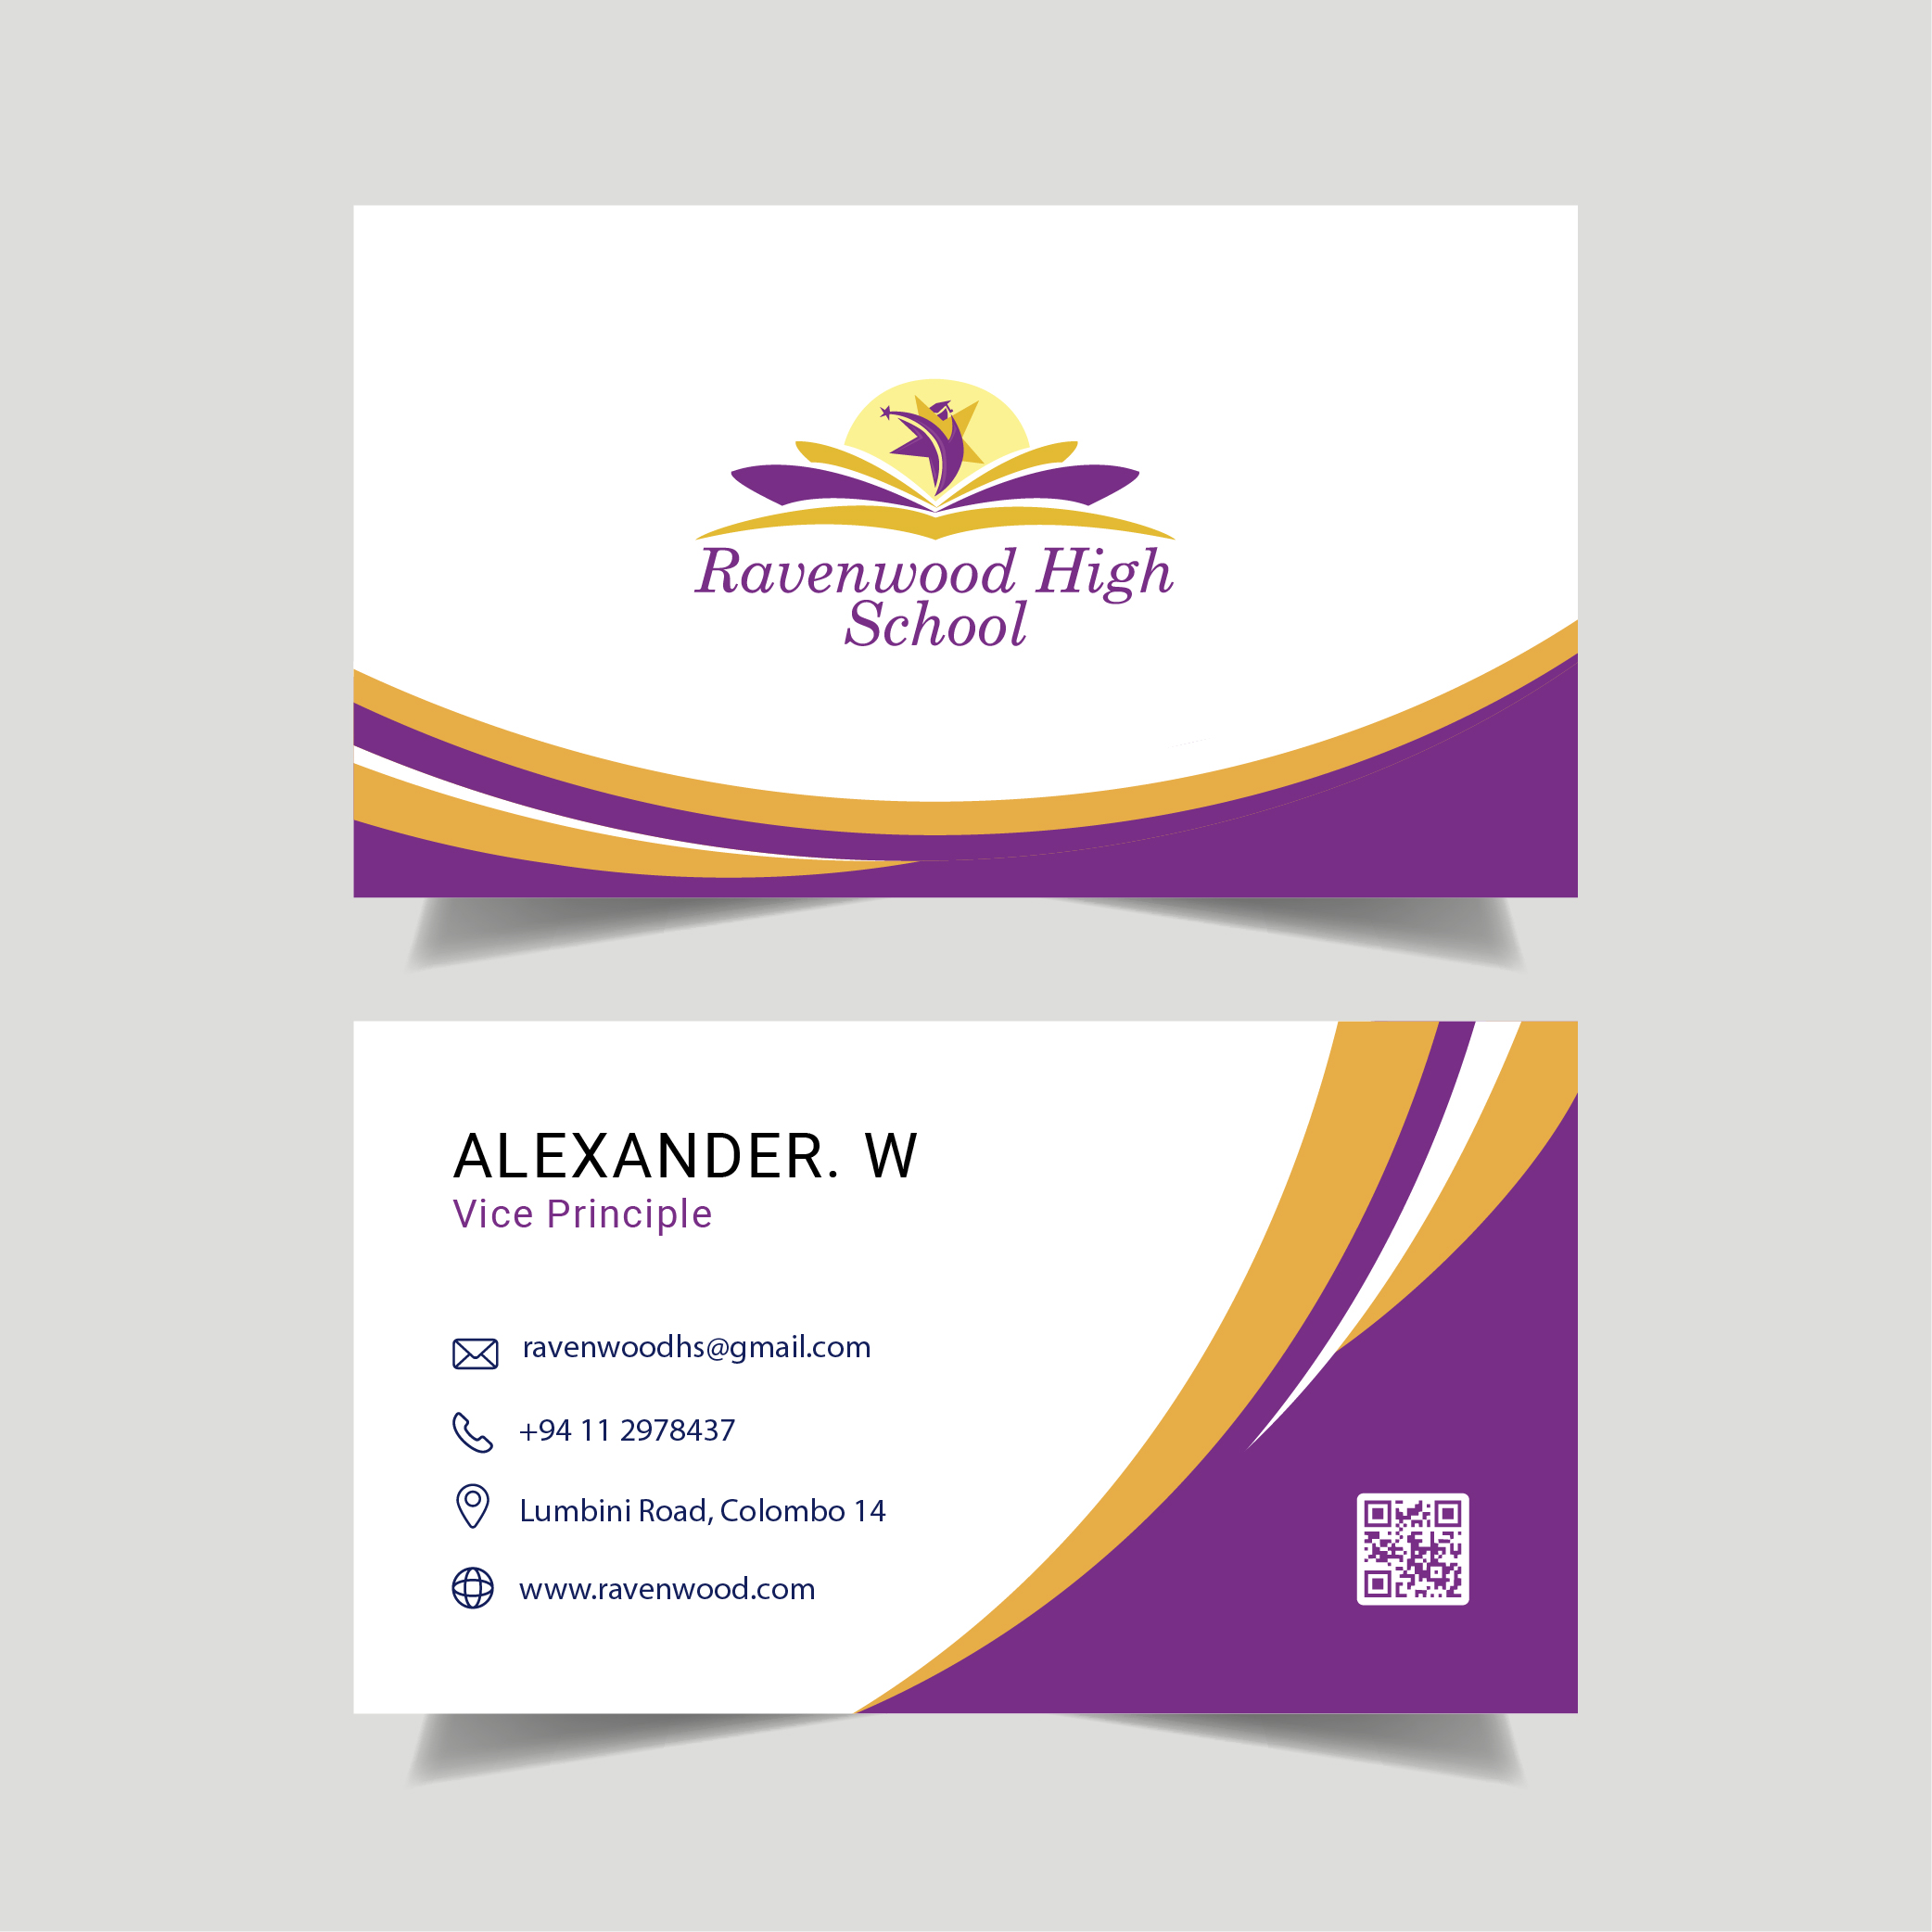 Ravenwood High
School
ALEXANDER. W
Vice Principle
ravenwoodhs@gmail.com
+94 11 2978437
Lumbini Road, Colombo 14
www.ravenwood.com